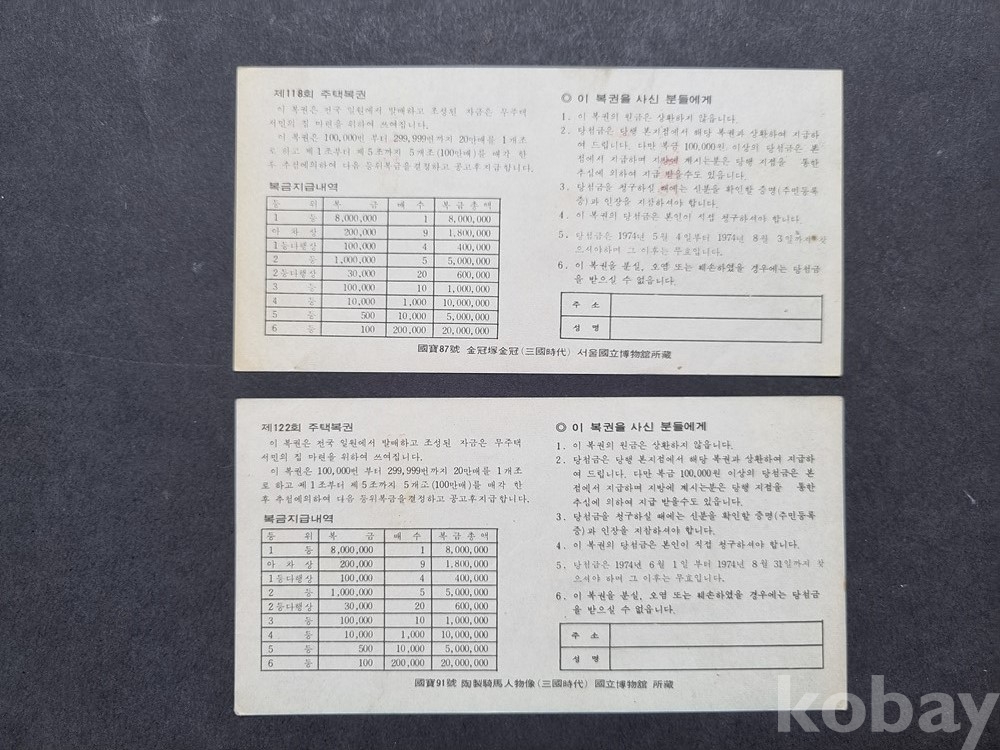 제118회 주택복권
이 복권은 전국 일원에서 발매하고 조성된 자금은 무주택
서민의 집 마련을 위하여 쓰여집니다.
이 복권은 100,000번 부터 299,999번까지 20만매를 1개조
로 하고 제1조부터 제5조까지 5개조(100만매)를 매각 한
후 추첨에의하여 다음 등위복금을결정하고 공고후지급합니다.
복금지급내역
등 위 복 금 매 수 복금총액
1 등 8,000,000 1 8,000,000
아 차 상 200,000 9 1,800,000
1등다행상 100,000 4 400,000
2 등 1,000,000 5 5,000,000
2등다행상 30,000 20 600,000
3 등 100,000 10 1,000,000
4 등 10,000 1,000 10,000,000
5 등 500 10,000 5,000,000
6 등 100 200,000 20,000,000
◎ 이 복권을 사신 분들에게
1. 이 복권의 원금은 상환하지 않읍니다.
2. 당첨금은 당행 본지점에서 해당 복권과 상환하여 지급하
여 드립니다. 다만 복금 100,000원 이상의 당첨금은 본
점에서 지급하며 지방에 계시는분은 당행 지점을 통한
추심에 의하여 지급 받을수도 있읍니다.
3. 당첨금을 청구하실 때에는 신분을 확인할 증명(주민등록
증)과 인장을 지참하셔야 합니다.
4. 이 복권의 당첨금은 본인이 직접 청구하셔야 합니다.
5. 당첨금은 1974년 5월 4일부터 1974년 8월 3일까지 찾
으셔야하며 그 이후는 무효입니다.
6. 이 복권을 분실, 오염 또는 훼손하였을 경우에는 당첨금
을 받으실 수 없읍니다.
주 소
성 명
國寶87號 金冠塚金冠(三國時代) 서울國立博物館所藏
제122회 주택복권
이 복권은 전국 일원에서 발매하고 조성된 자금은 무주택
서민의 집 마련을 위하여 쓰여집니다.
이 복권은 100,000번 부터 299,999번까지 20만매를 1개조
로 하고 제1조부터 제5조까지 5개조(100만매)를 매각 한
후 추첨에의하여 다음 등위복금을결정하고 공고후지급합니다.
복금지급내역
등 위 복 금 매 수 복금총액
1 등 8,000,000 1 8,000,000
아 차 상 200,000 9 1,800,000
1등다행상 100,000 4 400,000
2 등 1,000,000 5 5,000,000
2등다행상 30,000 20 600,000
3 등 100,000 10 1,000,000
4 등 10,000 1,000 10,000,000
5 등 500 10,000 5,000,000
6 등 100 200,000 20,000,000
◎ 이 복권을 사신 분들에게
1. 이 복권의 원금은 상환하지 않읍니다.
2. 당첨금은 당행 본지점에서 해당 복권과 상환하여 지급하
여 드립니다. 다만 복금 100,000원 이상의 당첨금은 본
점에서 지급하며 지방에 계시는분은 당행 지점을 통한
추심에 의하여 지급 받을수도 있읍니다.
3. 당첨금을 청구하실 때에는 신분을 확인할 증명(주민등록
증)과 인장을 지참하셔야 합니다.
4. 이 복권의 당첨금은 본인이 직접 청구하셔야 합니다.
5. 당첨금은 1974년 6월 1일 부터 1974년 8월 31일까지 찾
으셔야 하며 그 이후는 무효입니다.
6. 이 복권을 분실, 오염 또는 훼손하였을 경우에는 당첨금
을 받으실 수 없읍니다.
주 소
성 명
國寶91號 陶製騎馬人物像(三國時代) 國立博物館 所藏
kobay